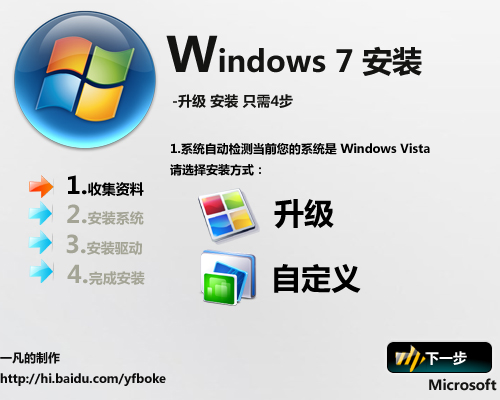 Windows 7 安装
-升级 安装 只需4步
1.系统自动检测当前您的系统是 Windows Vista
请选择安装方式：
1.收集资料
2.安装系统
3.安装驱动
4.完成安装
升级
自定义
一凡的制作
http://hi.baidu.com/yfboke
下一步
Microsoft